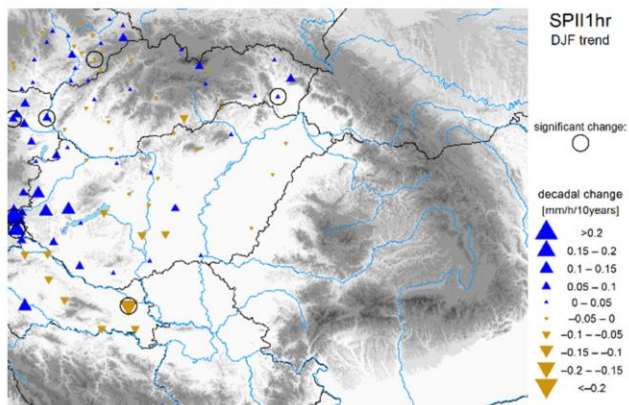 SPII1hr
DJF trend
significant change:
decadal change
[mm/h/10years]
>0.2
0.15 – 0.2
0.1 – 0.15
0.05 – 0.1
0 – 0.05
−0.05 – 0
−0.1 – −0.05
−0.15 – −0.1
−0.2 – −0.15
<−0.2